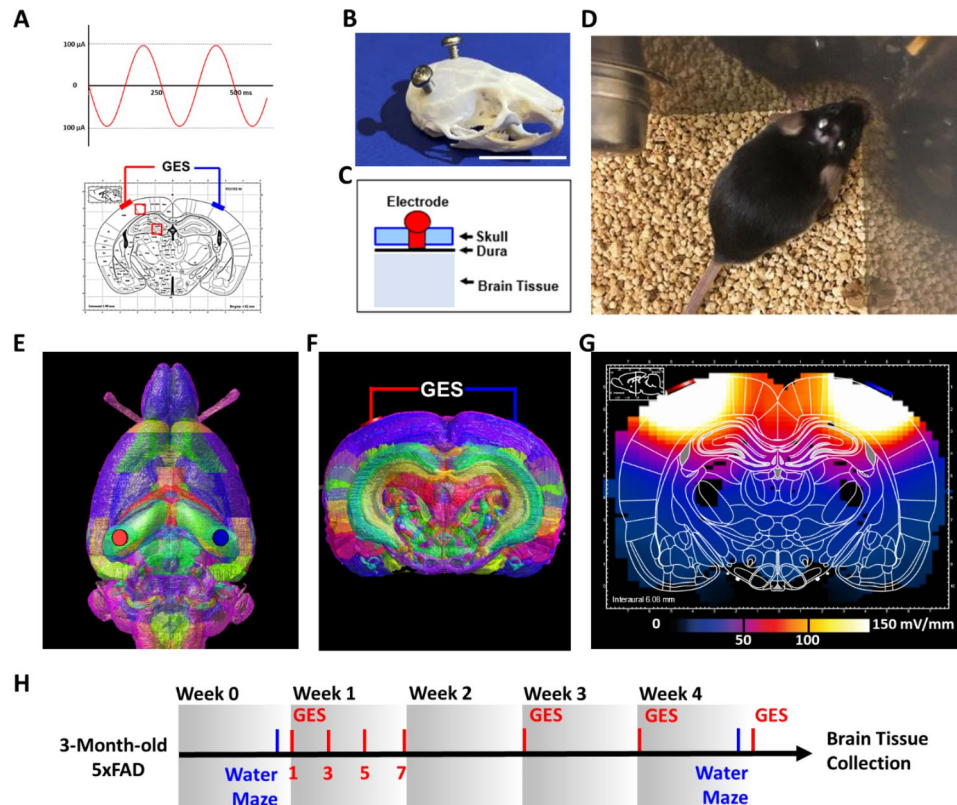 A
100 µA
0
250
500 ms
100 µA
GES
B
C
Electrode
Skull
Dura
Brain Tissue
D
E
F
GES
G
Interaural 6.08 mm
0
50
100
150 mV/mm
H
Week 0
Week 1
Week 2
Week 3
Week 4
GES
GES
GES
GES
3-Month-old
5xFAD
1
3
5
7
Water
Maze
Water
Maze
Brain Tissue
Collection